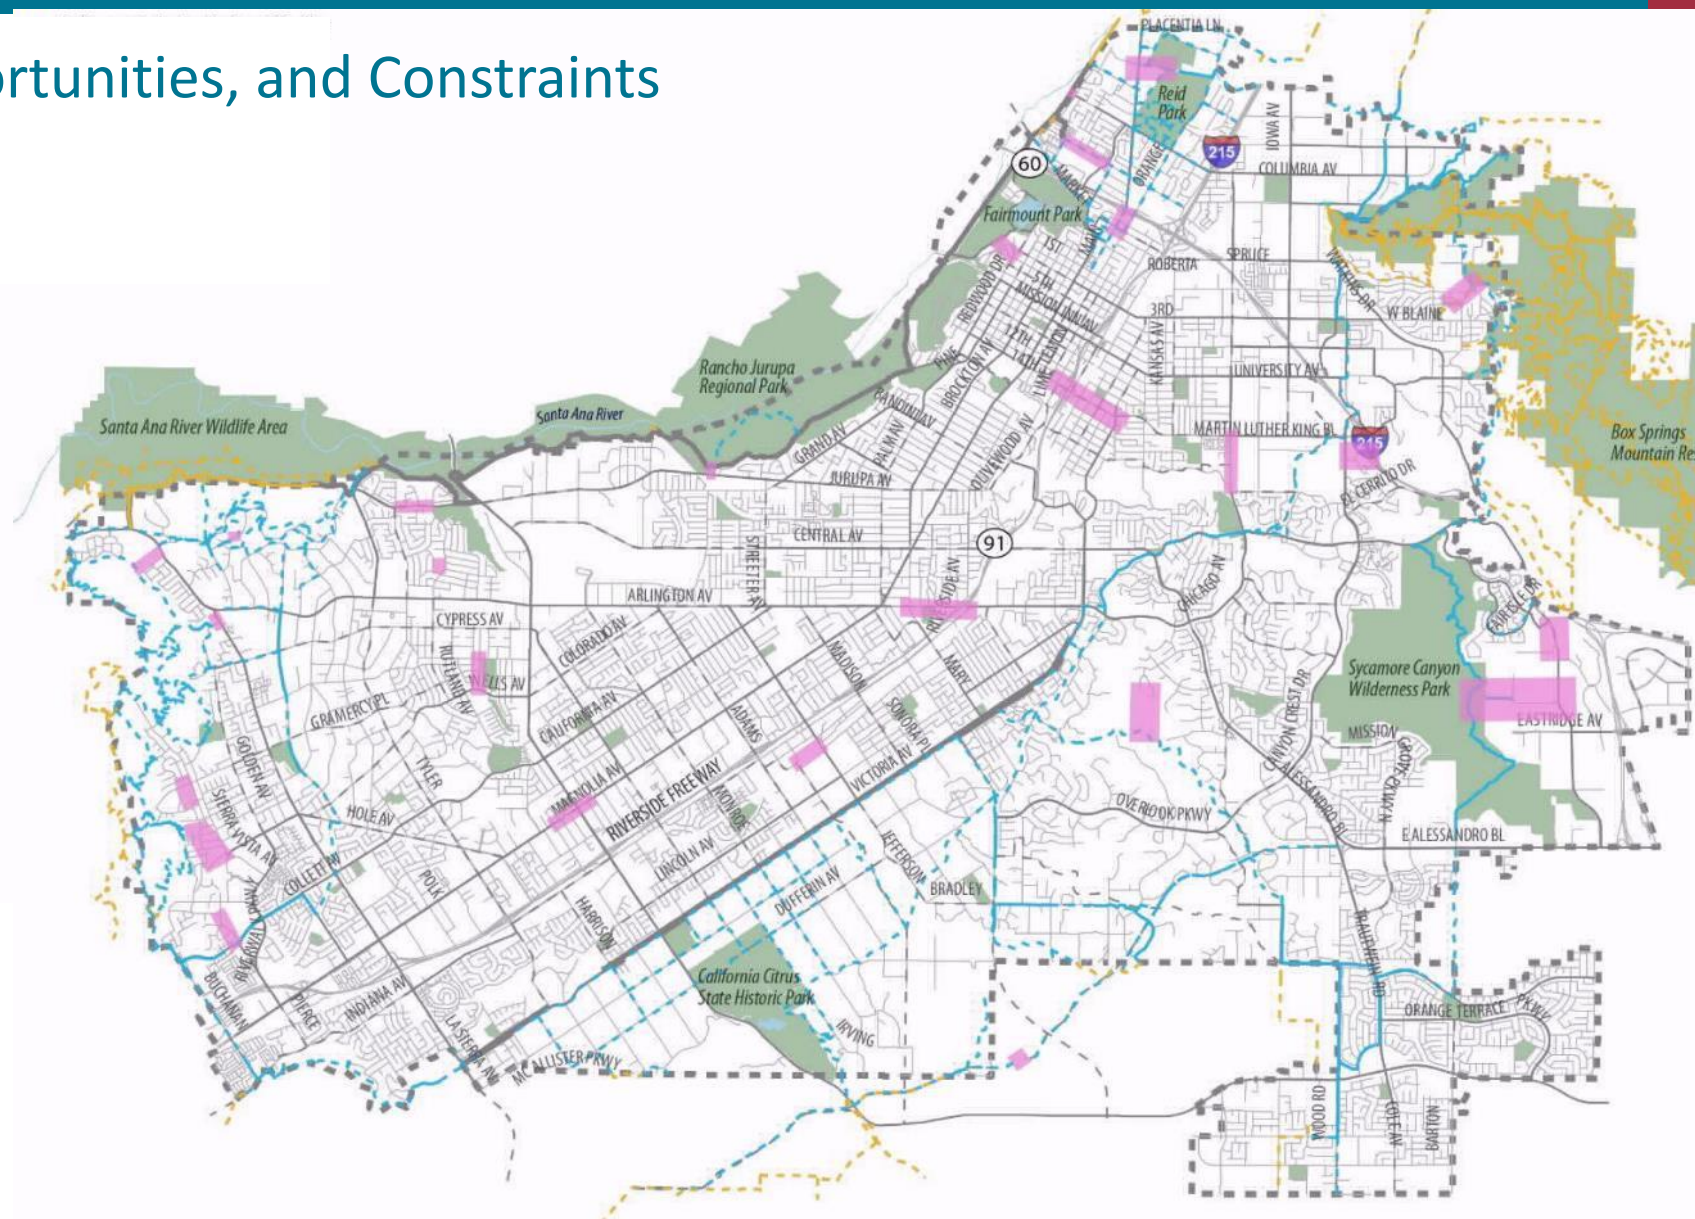 ortunities, and Constraints
PLACENTIA LN
Reid
Park
IOWA AV
215
60
COLUMBIA AV
MARKET
ORANGE
Fairmount Park
MAIN
1ST
SPRUCE
ROBERTA
WATKINS DR
REDWOOD DR
5TH
MISSION INN AV
3RD
W BLAINE
12TH
14TH
LIME
LEMON
KANSAS AV
PINE
BROCKTON AV
Rancho Jurupa
Regional Park
UNIVERSITY AV
BANDINI AV
Santa Ana River
Santa Ana River Wildlife Area
GRAND AV
PALM AV
OLIVEWOOD AV
MARTIN LUTHER KING BL
215
Box Springs
Mountain Re
JURUPA AV
EL CERRITO DR
CENTRAL AV
91
STREETER AV
CHICAGO AV
ARLINGTON AV
SIDE AV
FAIRISLE DR
CYPRESS AV
COLORADO AV
RUTLAND AV
WELLS AV
MADISON
MARY
Sycamore Canyon
Wilderness Park
GRAMERCY PL
CALIFORNIA AV
ADAMS
SONORA PL
CANYON CREST DR
EASTRIDGE AV
MISSION
GOLDEN AV
TYLER
VICTORIA AV
MAGNOLIA AV
RIVERSIDE FREEWAY
MONROE
ALESSANDRO BL
SIERRA VISTA AV
HOLE AV
OVERLOOK PKWY
E ALESSANDRO BL
LINCOLN AV
JEFFERSON
COLLETT AV
POLK
DUFFERIN AV
BRADLEY
HARRISON
TRAUTWEIN RD
BUCHANAN
PIERCE
INDIANA AV
California Citrus
State Historic Park
ORANGE TERRACE PKWY
LA SIERRA AV
IRVING
MC ALLISTER PKWY
WOOD RD
COLE AV
BARTON